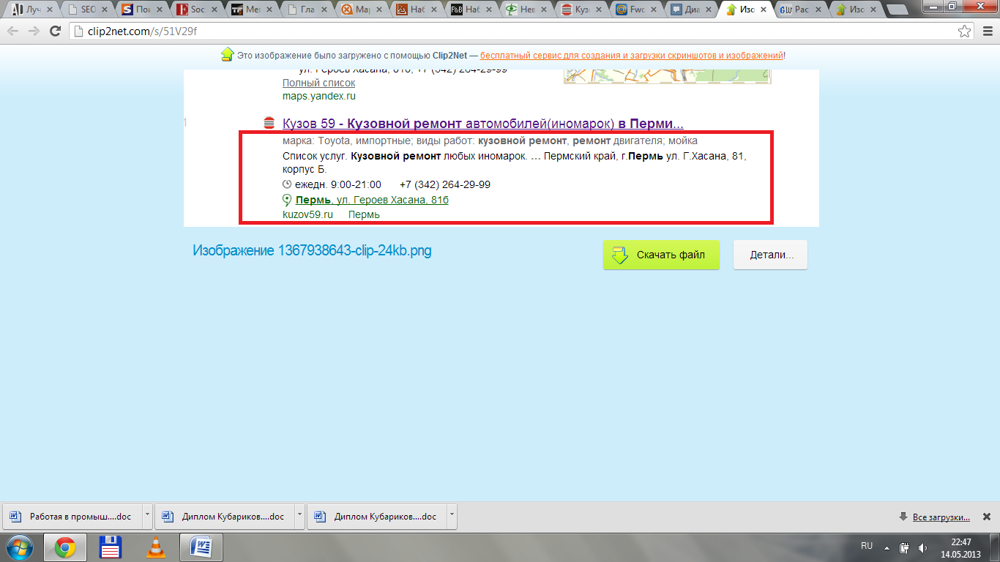 Луч
SEO
Пои
Soc
Мег
Гла
Мар
Наб
Наб
Нев
Кузо
Fwd
Диа
Изо
Рас
Изо
clip2net.com/s/51V29f
Это изображение было загружено с помощью Clip2Net — бесплатный сервис для создания и загрузки скриншотов и изображений!
ул. Героев Хасана, 81б, +7 (342) 264-29-99
Полный список
maps.yandex.ru
1
Кузов 59 - Кузовной ремонт автомобилей(иномарок) в Перми...
марка: Toyota, импортные; виды работ: кузовной ремонт, ремонт двигателя; мойка
Список услуг. Кузовной ремонт любых иномарок. ... Пермский край, г.Пермь ул. Г.Хасана, 81,
корпус Б.
ежедн. 9:00-21:00 +7 (342) 264-29-99
Пермь, ул. Героев Хасана, 81б
kuzov59.ru Пермь
Изображение 1367938643-clip-24kb.png
Скачать файл
Детали...
Работая в промыш....doc
Диплом Кубариков....doc
Диплом Кубариков....doc
Все загрузки...
RU
22:47
14.05.2013